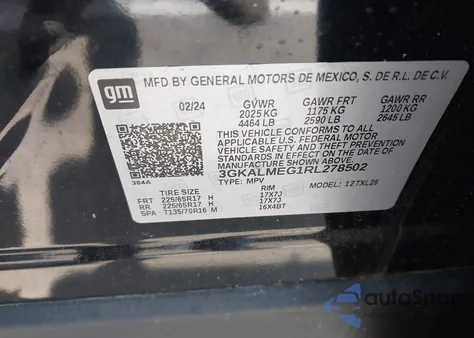 gm
MFD BY GENERAL MOTORS DE MEXICO, S. DE R.L. DE C.V.
02/24 GVWR GAWR FRT GAWR RR
2025 KG 1175 KG 1200 KG
4464 LB 2590 LB 2645 LB
THIS VEHICLE CONFORMS TO ALL
APPLICABLE U.S. FEDERAL MOTOR
VEHICLE SAFETY AND THEFT PREVENTION
STANDARDS IN EFFECT ON THE DATE OF
MANUFACTURE SHOWN ABOVE.
3GKALMEG1RL278502
384A TYPE: MPV MODEL: 12TXL26
TIRE SIZE RIM
FRT 225/65R17 H 17X7J
RR 225/65R17 H 17X7J
SPA T135/70R16 M 16X4BT
autoSnap